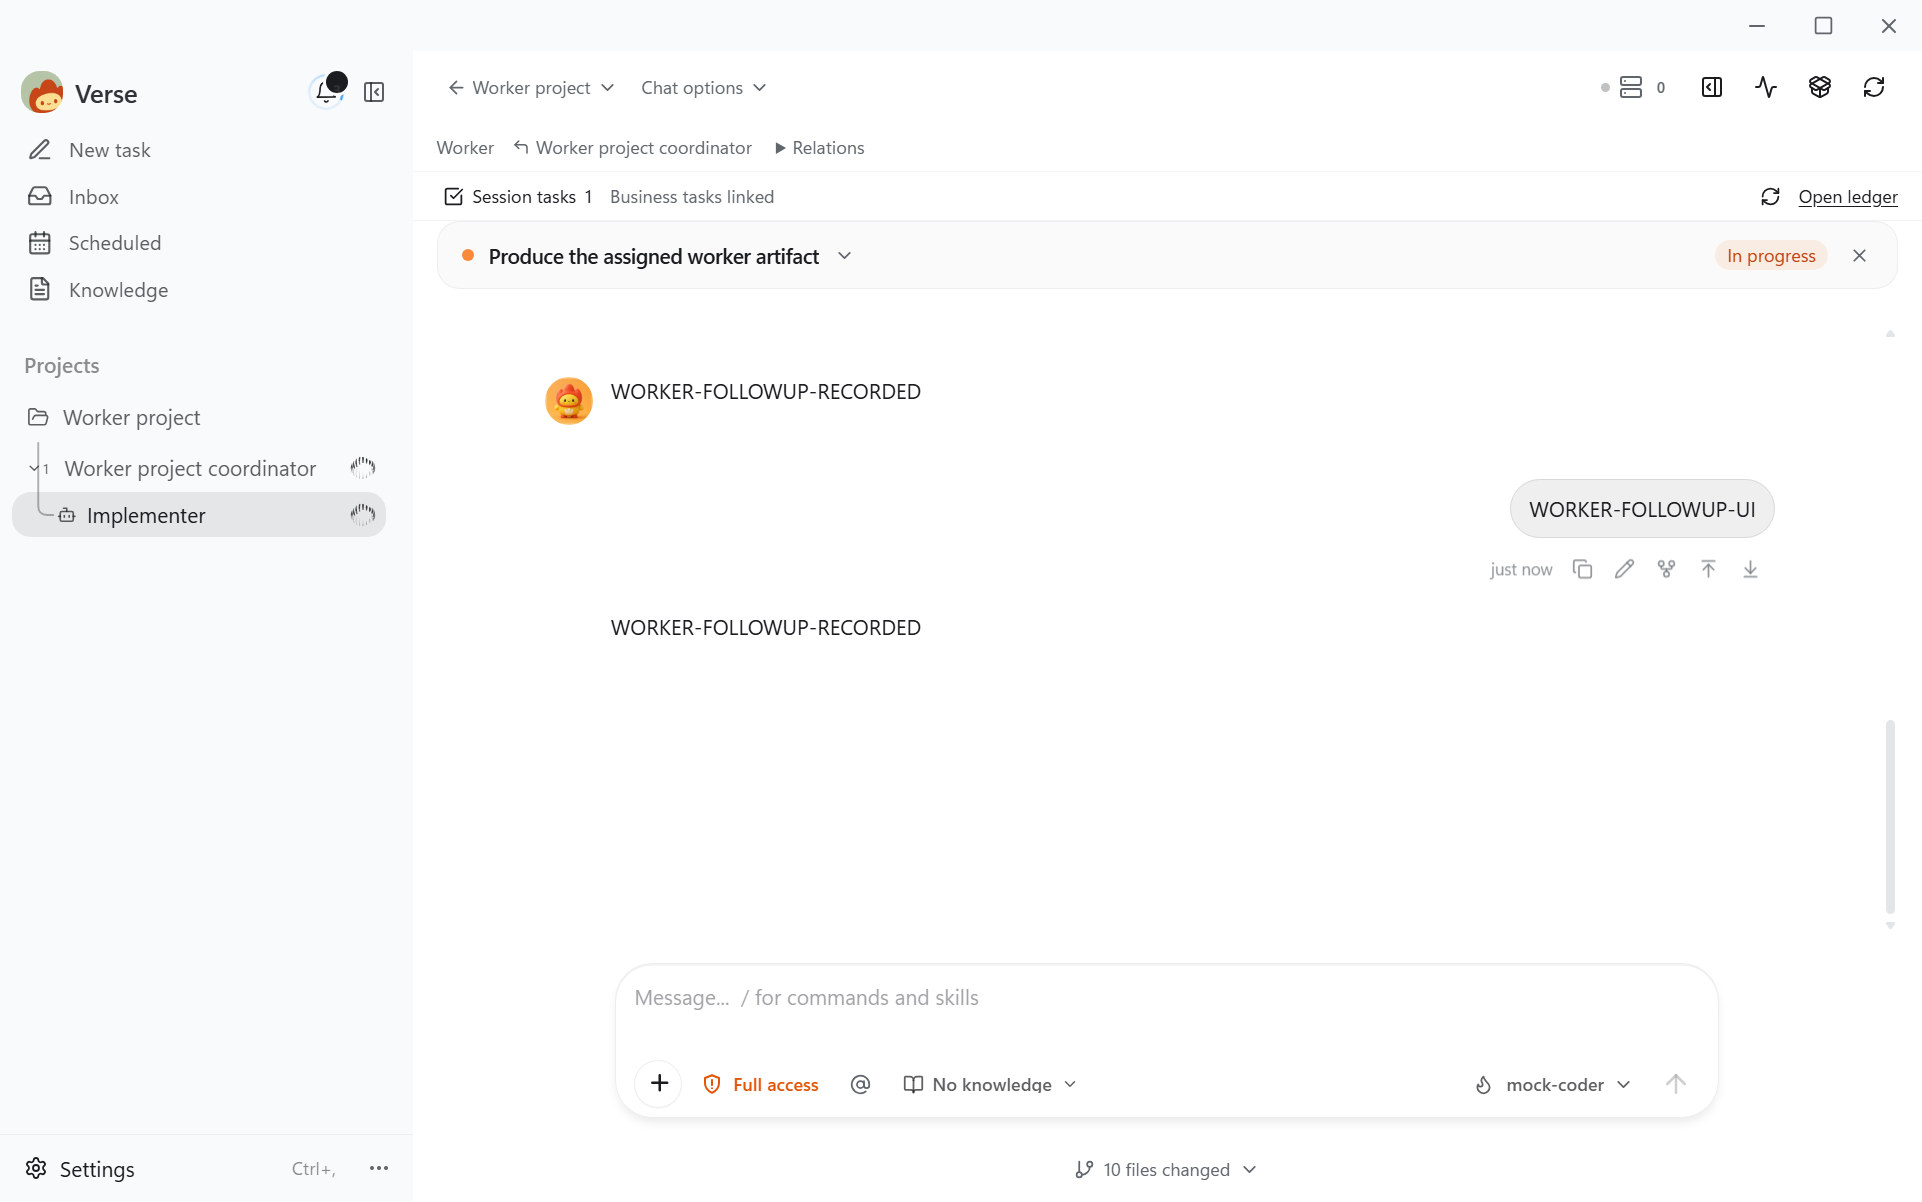 Verse
New task
Inbox
Scheduled
Knowledge
Projects
Worker project
1 Worker project coordinator
Implementer
Settings Ctrl+,
Worker project Chat options 0
Worker Worker project coordinator Relations
Session tasks 1 Business tasks linked Open ledger
Produce the assigned worker artifact In progress
WORKER-FOLLOWUP-RECORDED
WORKER-FOLLOWUP-UI
just now
WORKER-FOLLOWUP-RECORDED
Message... / for commands and skills
Full access No knowledge mock-coder
10 files changed